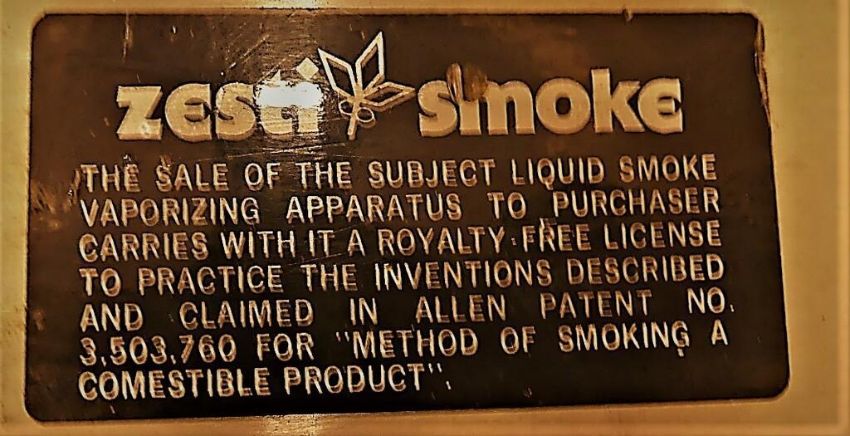 zesti smoke
THE SALE OF THE SUBJECT LIQUID SMOKE
VAPORIZING APPARATUS TO PURCHASER
CARRIES WITH IT A ROYALTY-FREE LICENSE
TO PRACTICE THE INVENTIONS DESCRIBED
AND CLAIMED IN ALLEN PATENT NO.
3,503,760 FOR "METHOD OF SMOKING A
COMESTIBLE PRODUCT".